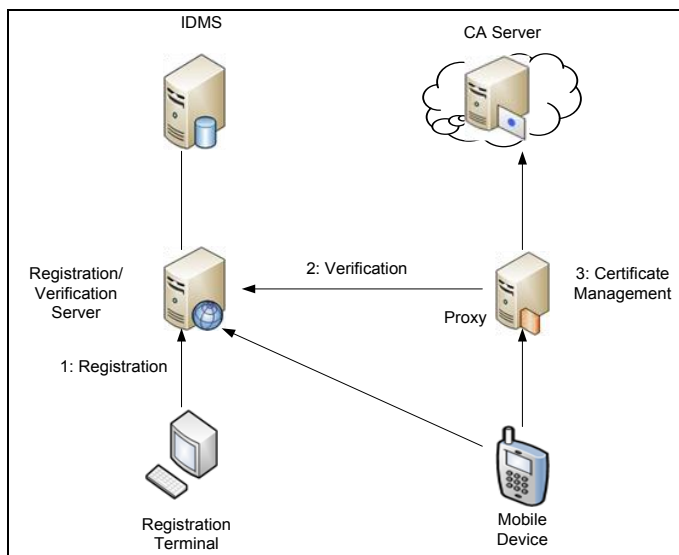 IDMS
CA Server
Registration/
Verification
Server
2: Verification
3: Certificate
Management
Proxy
1: Registration
Registration
Terminal
Mobile
Device